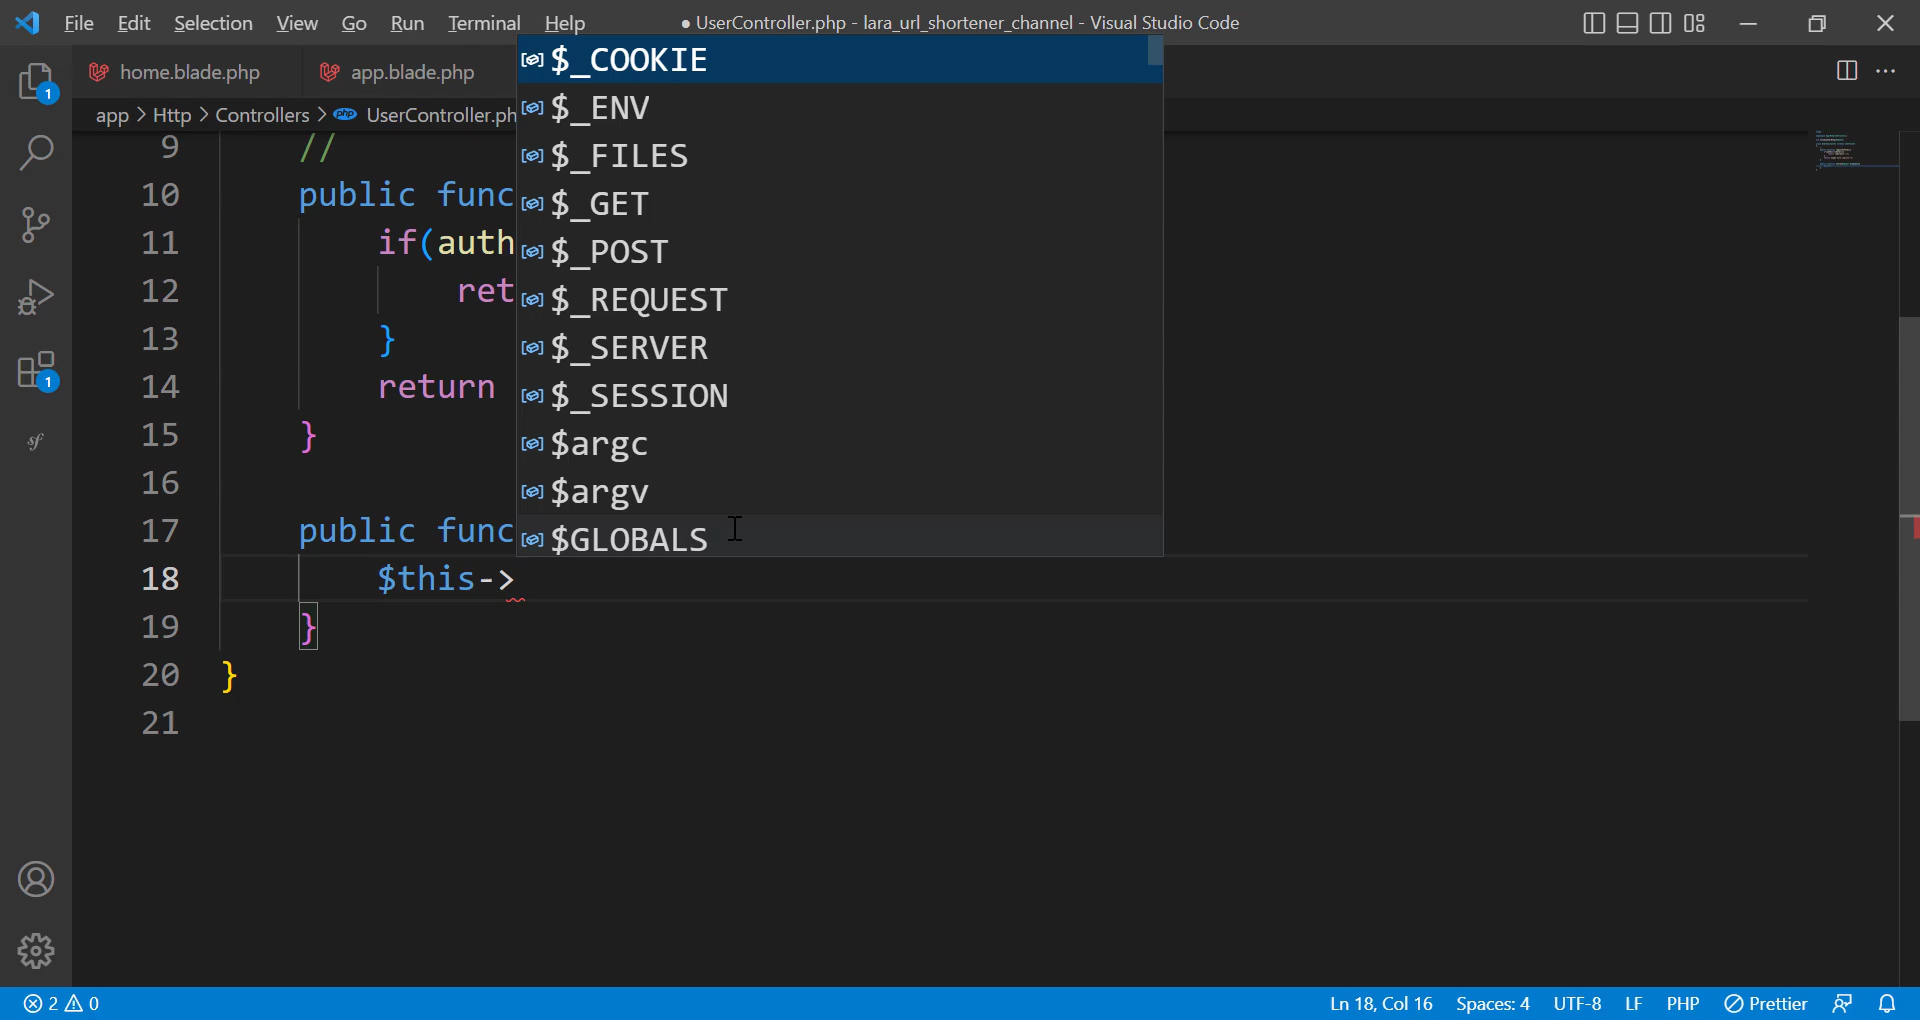 File Edit Selection View Go Run Terminal Help ● UserController.php - lara_url_shortener_channel - Visual Studio Code
home.blade.php app.blade.php
app > Http > Controllers > php UserController.ph
9 //
10 public func
11 if(auth
12 ret
13 }
14 return
15 }
16
17 public func
18 $this->
19 }
20 }
21
$_COOKIE
$_ENV
$_FILES
$_GET
$_POST
$_REQUEST
$_SERVER
$_SESSION
$argc
$argv
$GLOBALS
1
1
sf
2 0 Ln 18, Col 16 Spaces: 4 UTF-8 LF PHP Prettier